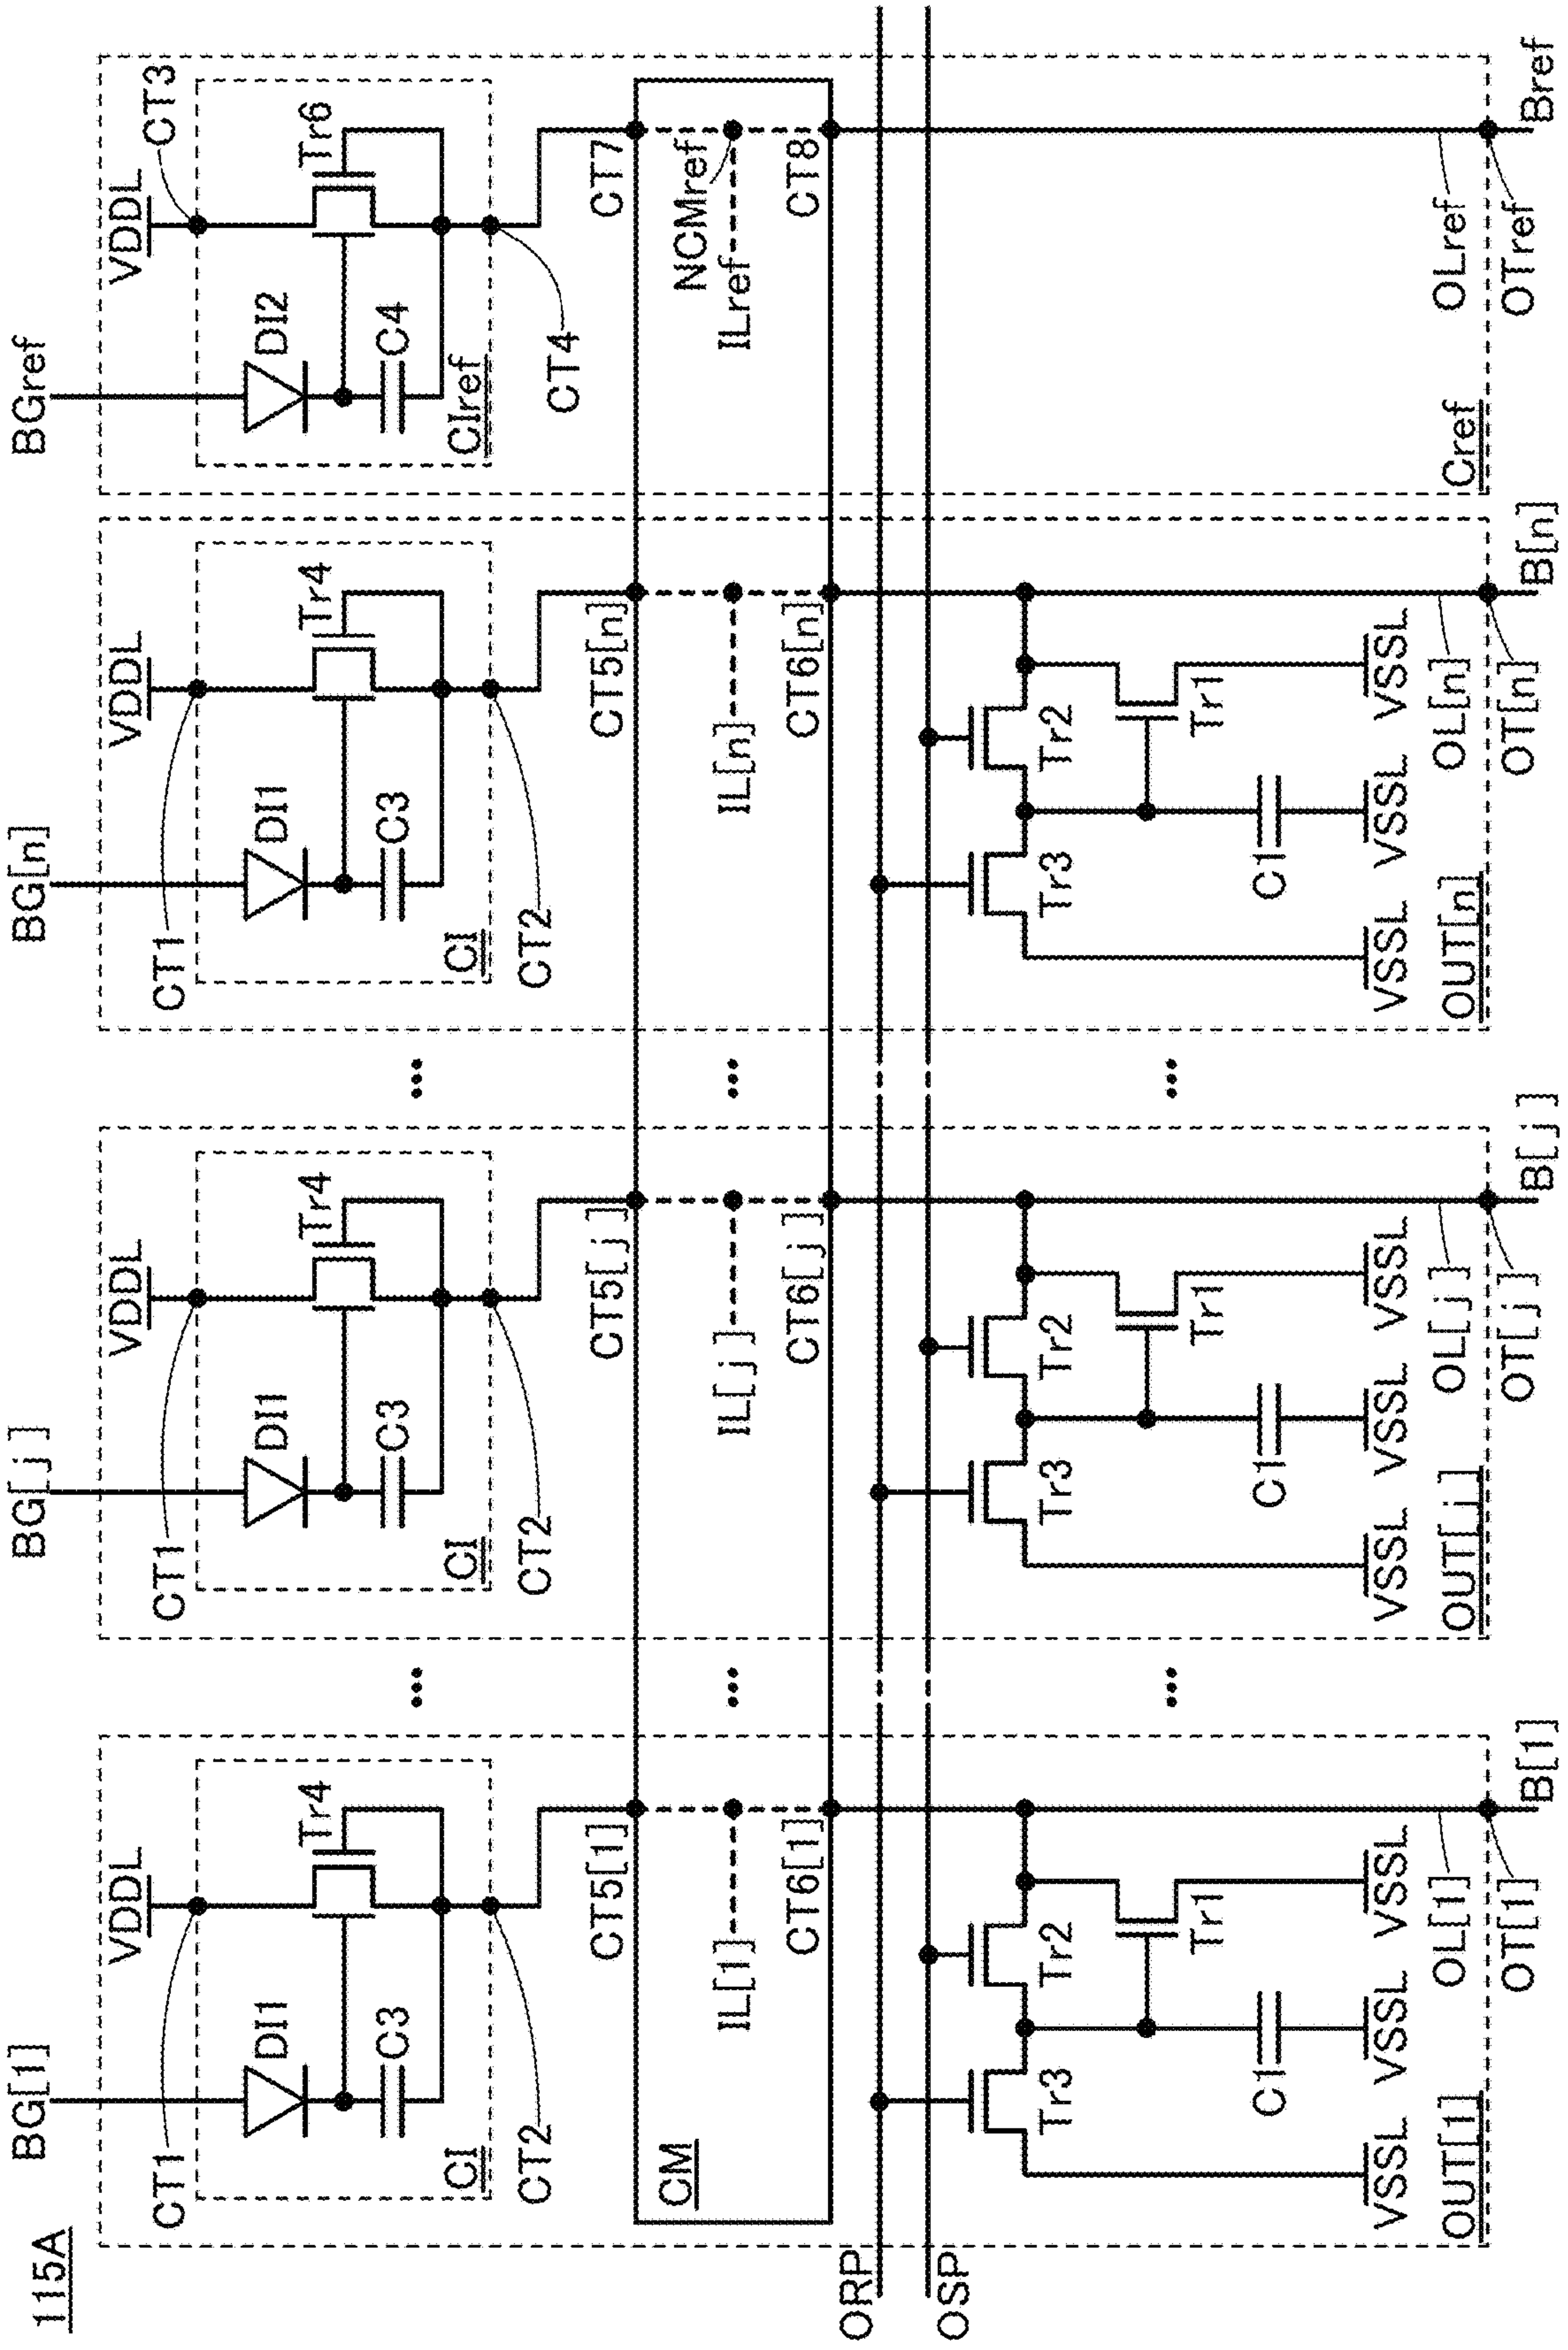 115A
BG[1]
BG[j]
BG[n]
BGref
CT1
VDDL
CT1
VDDL
CT1
VDDL
VDDL
CT3
DI1
Tr4
DI1
Tr4
DI1
Tr4
DI2
Tr6
C3
C3
C3
C4
CI
CI
CI
CIref
CT2
CT2
CT2
CT4
CT5[1]
CT5[j]
CT5[n]
CT7
CM
NCMref
IL[1]
IL[j]
IL[n]
ILref
CT6[1]
CT6[j]
CT6[n]
CT8
ORP
OSP
Tr3
Tr2
Tr3
Tr2
Tr3
Tr2
Tr1
Tr1
Tr1
C1
C1
C1
VSSL
VSSL
VSSL
VSSL
VSSL
VSSL
VSSL
VSSL
VSSL
OUT[1]
OL[1]
OUT[j]
OL[j]
OUT[n]
OL[n]
Cref
OLref
OT[1]
B[1]
OT[j]
B[j]
OT[n]
B[n]
OTref
Bref